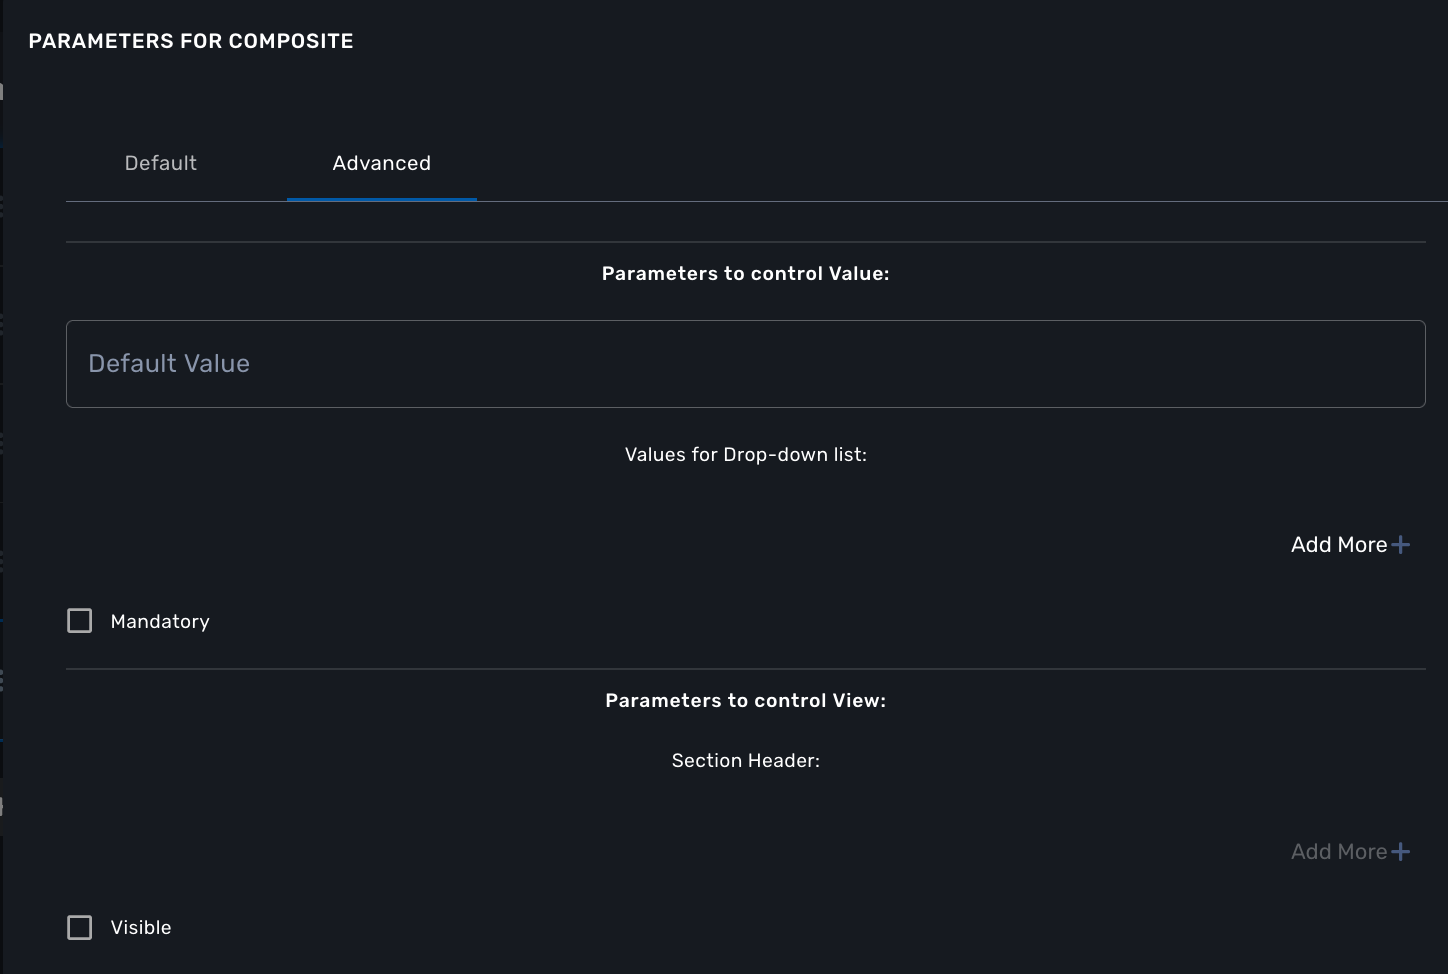 PARAMETERS FOR COMPOSITE
Default Advanced
Parameters to control Value:
Default Value
Values for Drop-down list:
Add More+
Mandatory
Parameters to control View:
Section Header:
Add More+
Visible